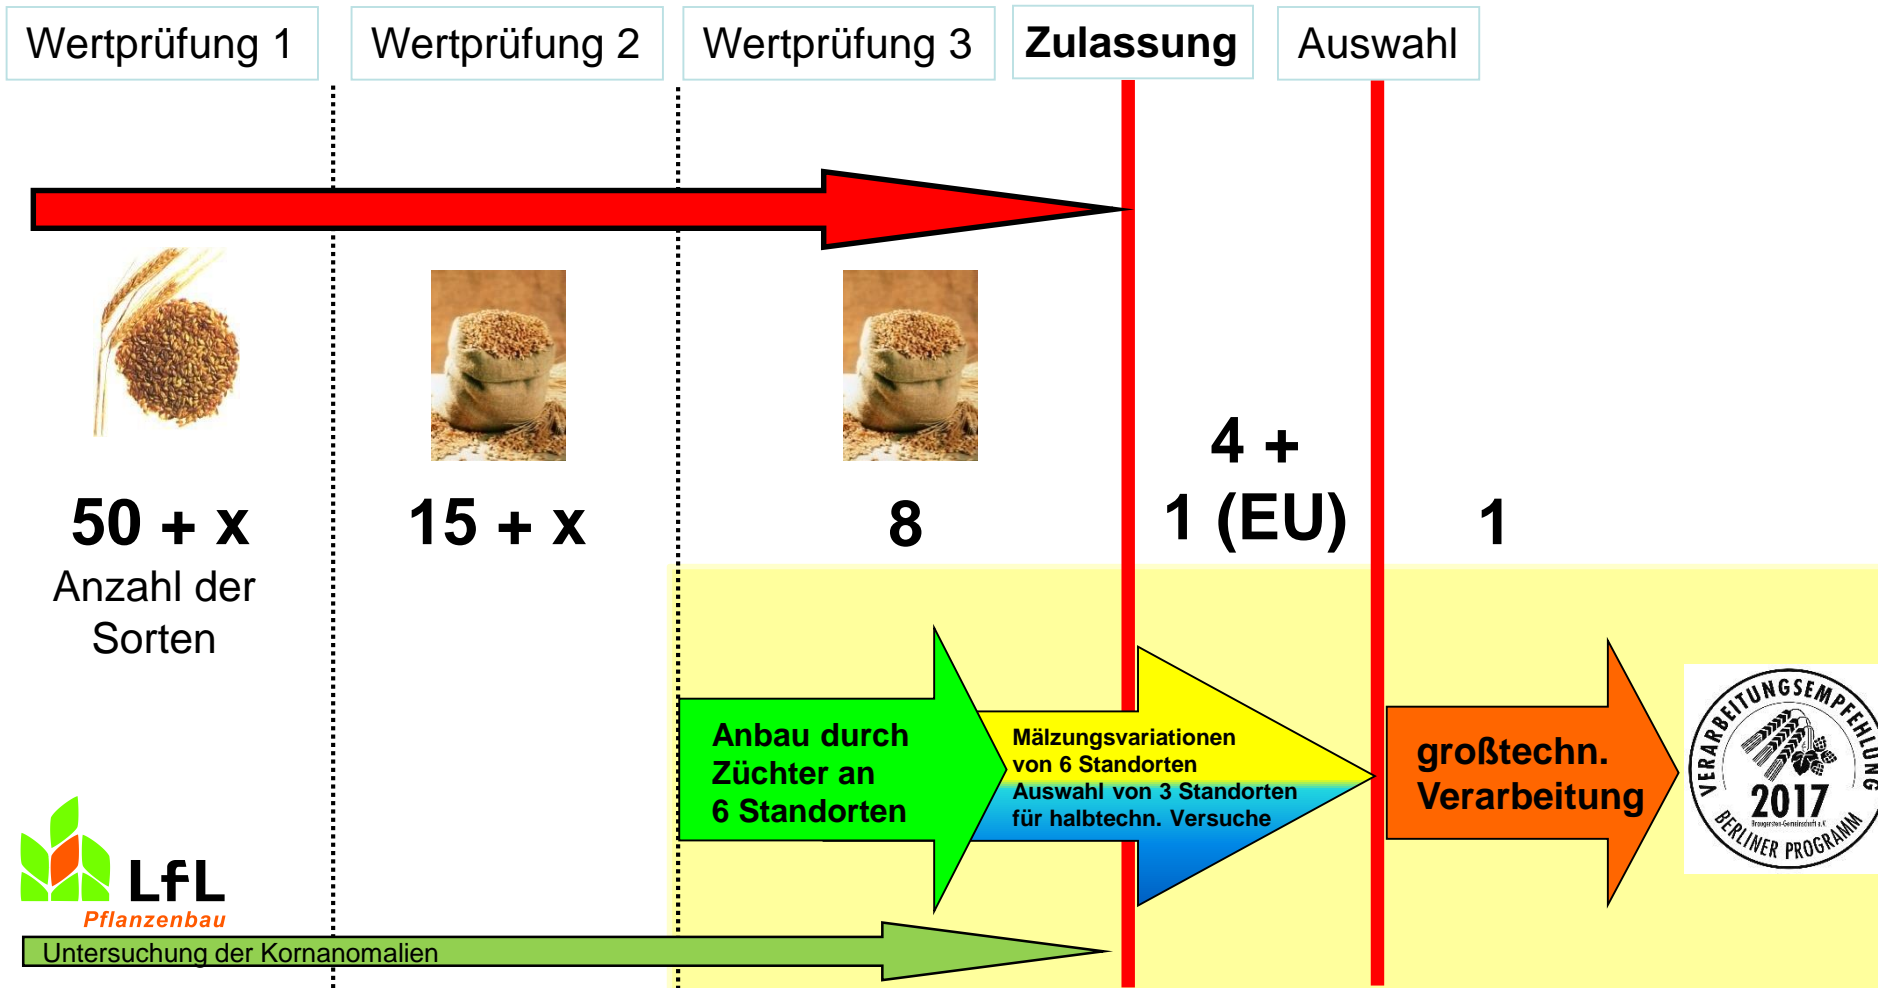 Wertprüfung 1
Wertprüfung 2
Wertprüfung 3
Zulassung
Auswahl
50 + x
Anzahl der
Sorten
15 + x
8
4 +
1 (EU)
1
Anbau durch
Züchter an
6 Standorten
Mälzungsvariationen
von 6 Standorten
Auswahl von 3 Standorten
für halbtechn. Versuche
großtechn.
Verarbeitung
VERARBEITUNGSEMPFEHLUNG
2017
Braugersten-Gemeinschaft e.V.
BERLINER PROGRAMM
LfL
Pflanzenbau
Untersuchung der Kornanomalien